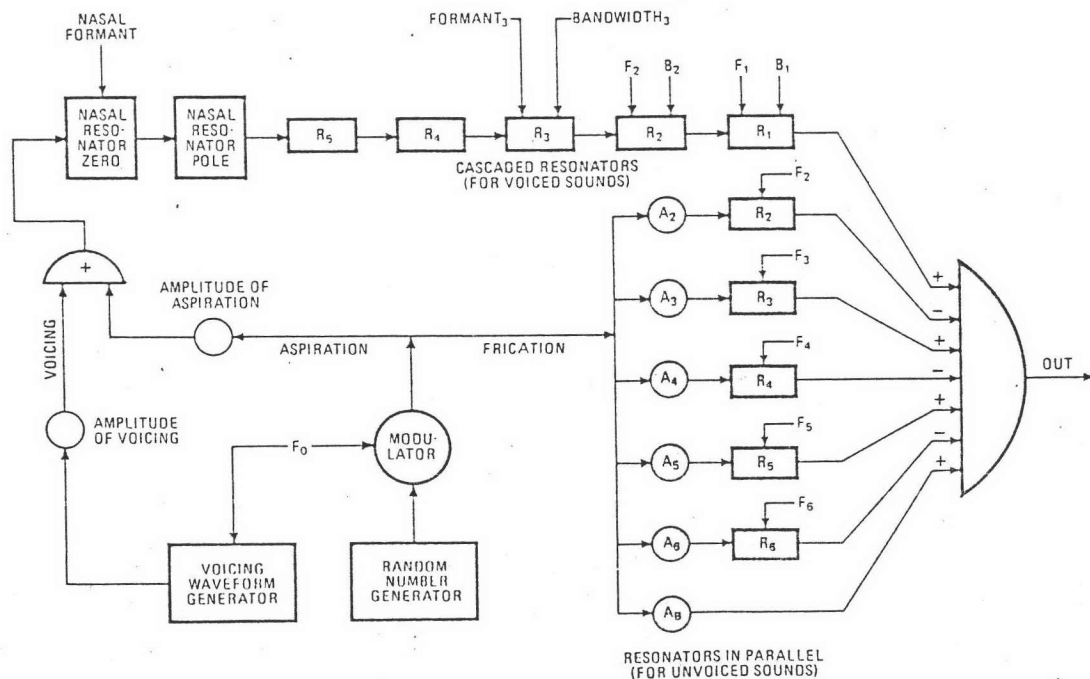 NASAL
FORMANT
FORMANT₃
BANDWIDTH₃
F₂
B₂
F₁
B₁
NASAL
RESO-
NATOR
ZERO
NASAL
RESO-
NATOR
POLE
R₅
R₄
R₃
R₂
R₁
CASCADED RESONATORS
(FOR VOICED SOUNDS)
F₂
A₂
R₂
+
AMPLITUDE OF
ASPIRATION
F₃
A₃
R₃
VOICING
ASPIRATION
FRICATION
F₄
A₄
R₄
+
−
+
−
+
−
+
OUT
AMPLITUDE
OF VOICING
F₀
MODU-
LATOR
F₅
A₅
R₅
F₆
A₆
R₆
VOICING
WAVEFORM
GENERATOR
RANDOM
NUMBER
GENERATOR
A_B
RESONATORS IN PARALLEL
(FOR UNVOICED SOUNDS)